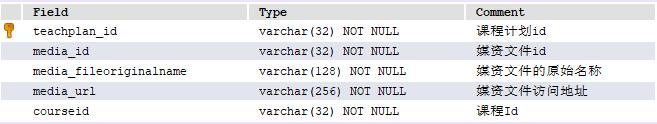 Field Type Comment
teachplan_id varchar(32) NOT NULL 课程计划id
media_id varchar(32) NOT NULL 媒资文件id
media_fileoriginalname varchar(128) NOT NULL 媒资文件的原始名称
media_url varchar(256) NOT NULL 媒资文件访问地址
courseid varchar(32) NOT NULL 课程Id